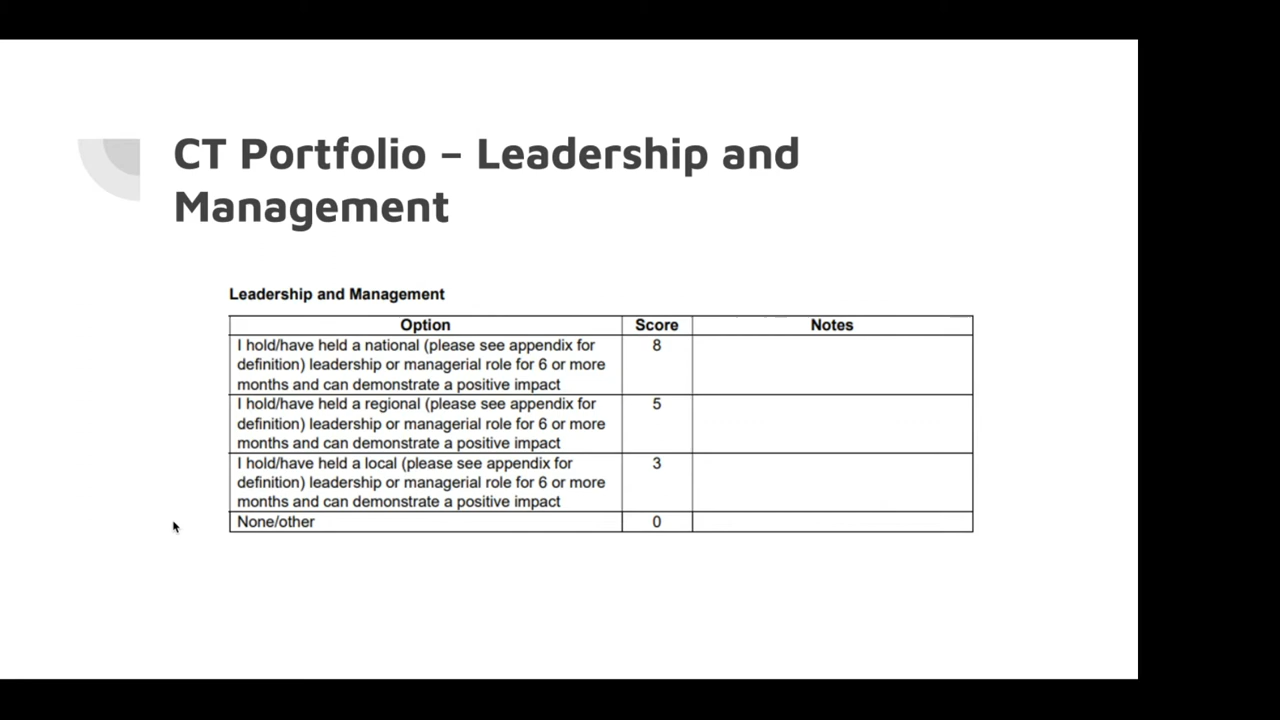 CT Portfolio – Leadership and
Management
Leadership and Management
Option Score Notes
I hold/have held a national (please see appendix for 8
definition) leadership or managerial role for 6 or more
months and can demonstrate a positive impact
I hold/have held a regional (please see appendix for 5
definition) leadership or managerial role for 6 or more
months and can demonstrate a positive impact
I hold/have held a local (please see appendix for 3
definition) leadership or managerial role for 6 or more
months and can demonstrate a positive impact
None/other 0